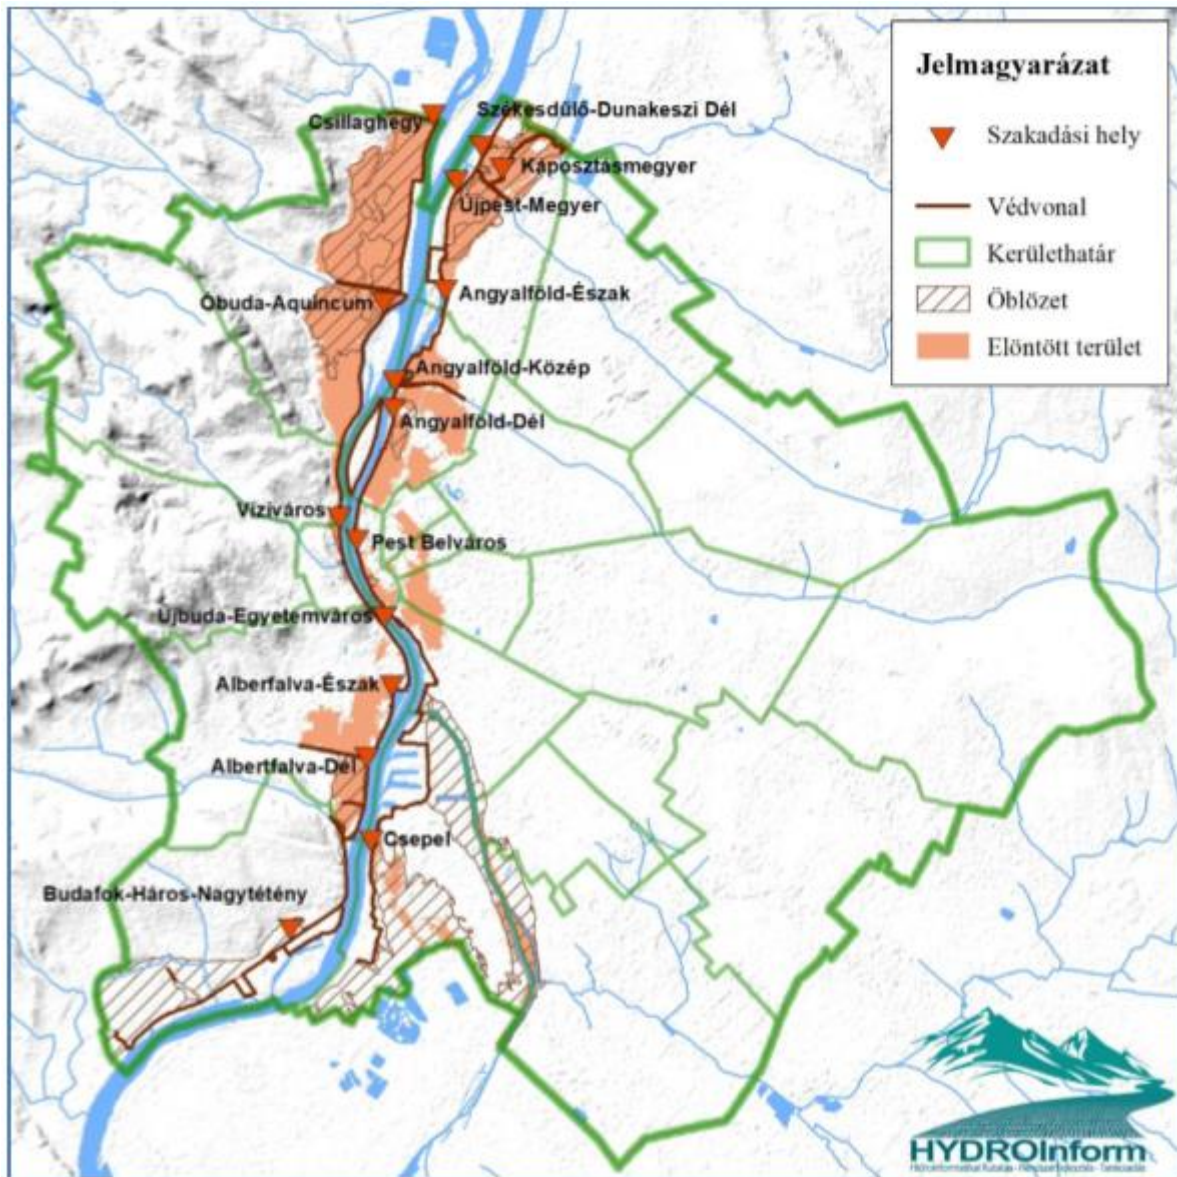 Jelmagyarázat
Szakadási hely
Védvonal
Kerülethatár
Öblözet
Elöntött terület
Székesdűlő-Dunakeszi Dél
Csillaghegy
Káposztásmegyer
Újpest-Megyer
Óbuda-Aquincum
Angyalföld-Észak
Angyalföld-Közép
Angyalföld-Dél
Víziváros
Pest Belváros
Újbuda-Egyetemváros
Alberfalva-Észak
Albertfalva-Dél
Csepel
Budafok-Háros-Nagytétény
HYDROInform